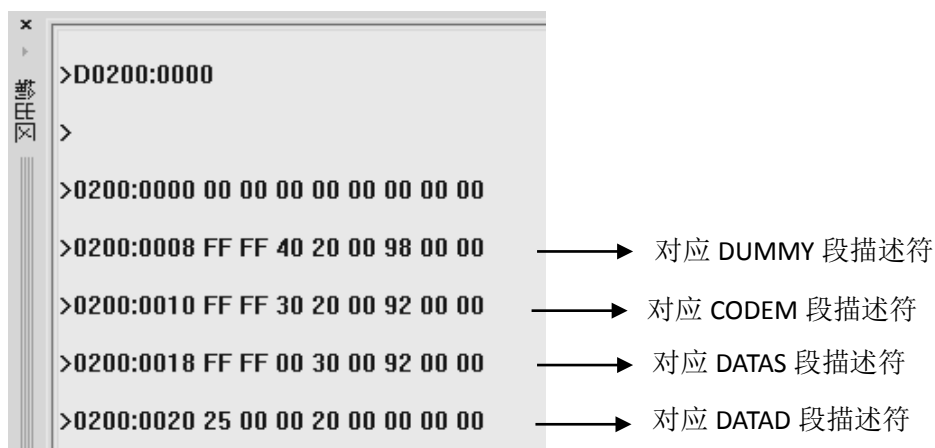 ×
输出区
>D0200:0000
>
>0200:0000 00 00 00 00 00 00 00 00
>0200:0008 FF FF 40 20 00 98 00 00
对应 DUMMY 段描述符
>0200:0010 FF FF 30 20 00 92 00 00
对应 CODEM 段描述符
>0200:0018 FF FF 00 30 00 92 00 00
对应 DATAS 段描述符
>0200:0020 25 00 00 20 00 00 00 00
对应 DATAD 段描述符